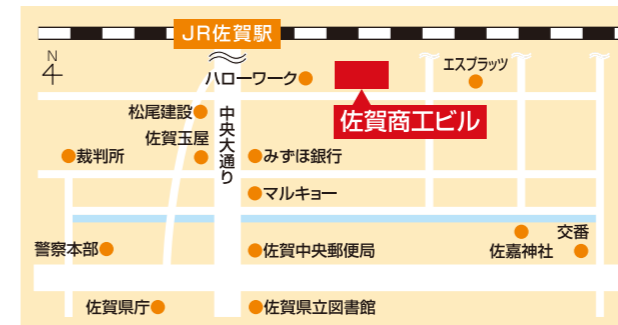 JR佐賀駅
N
ハローワーク
エスプラッツ
松尾建設
佐賀商工ビル
佐賀玉屋
中央大通り
裁判所
みずほ銀行
マルキョー
交番
警察本部
佐賀中央郵便局
佐嘉神社
佐賀県庁
佐賀県立図書館